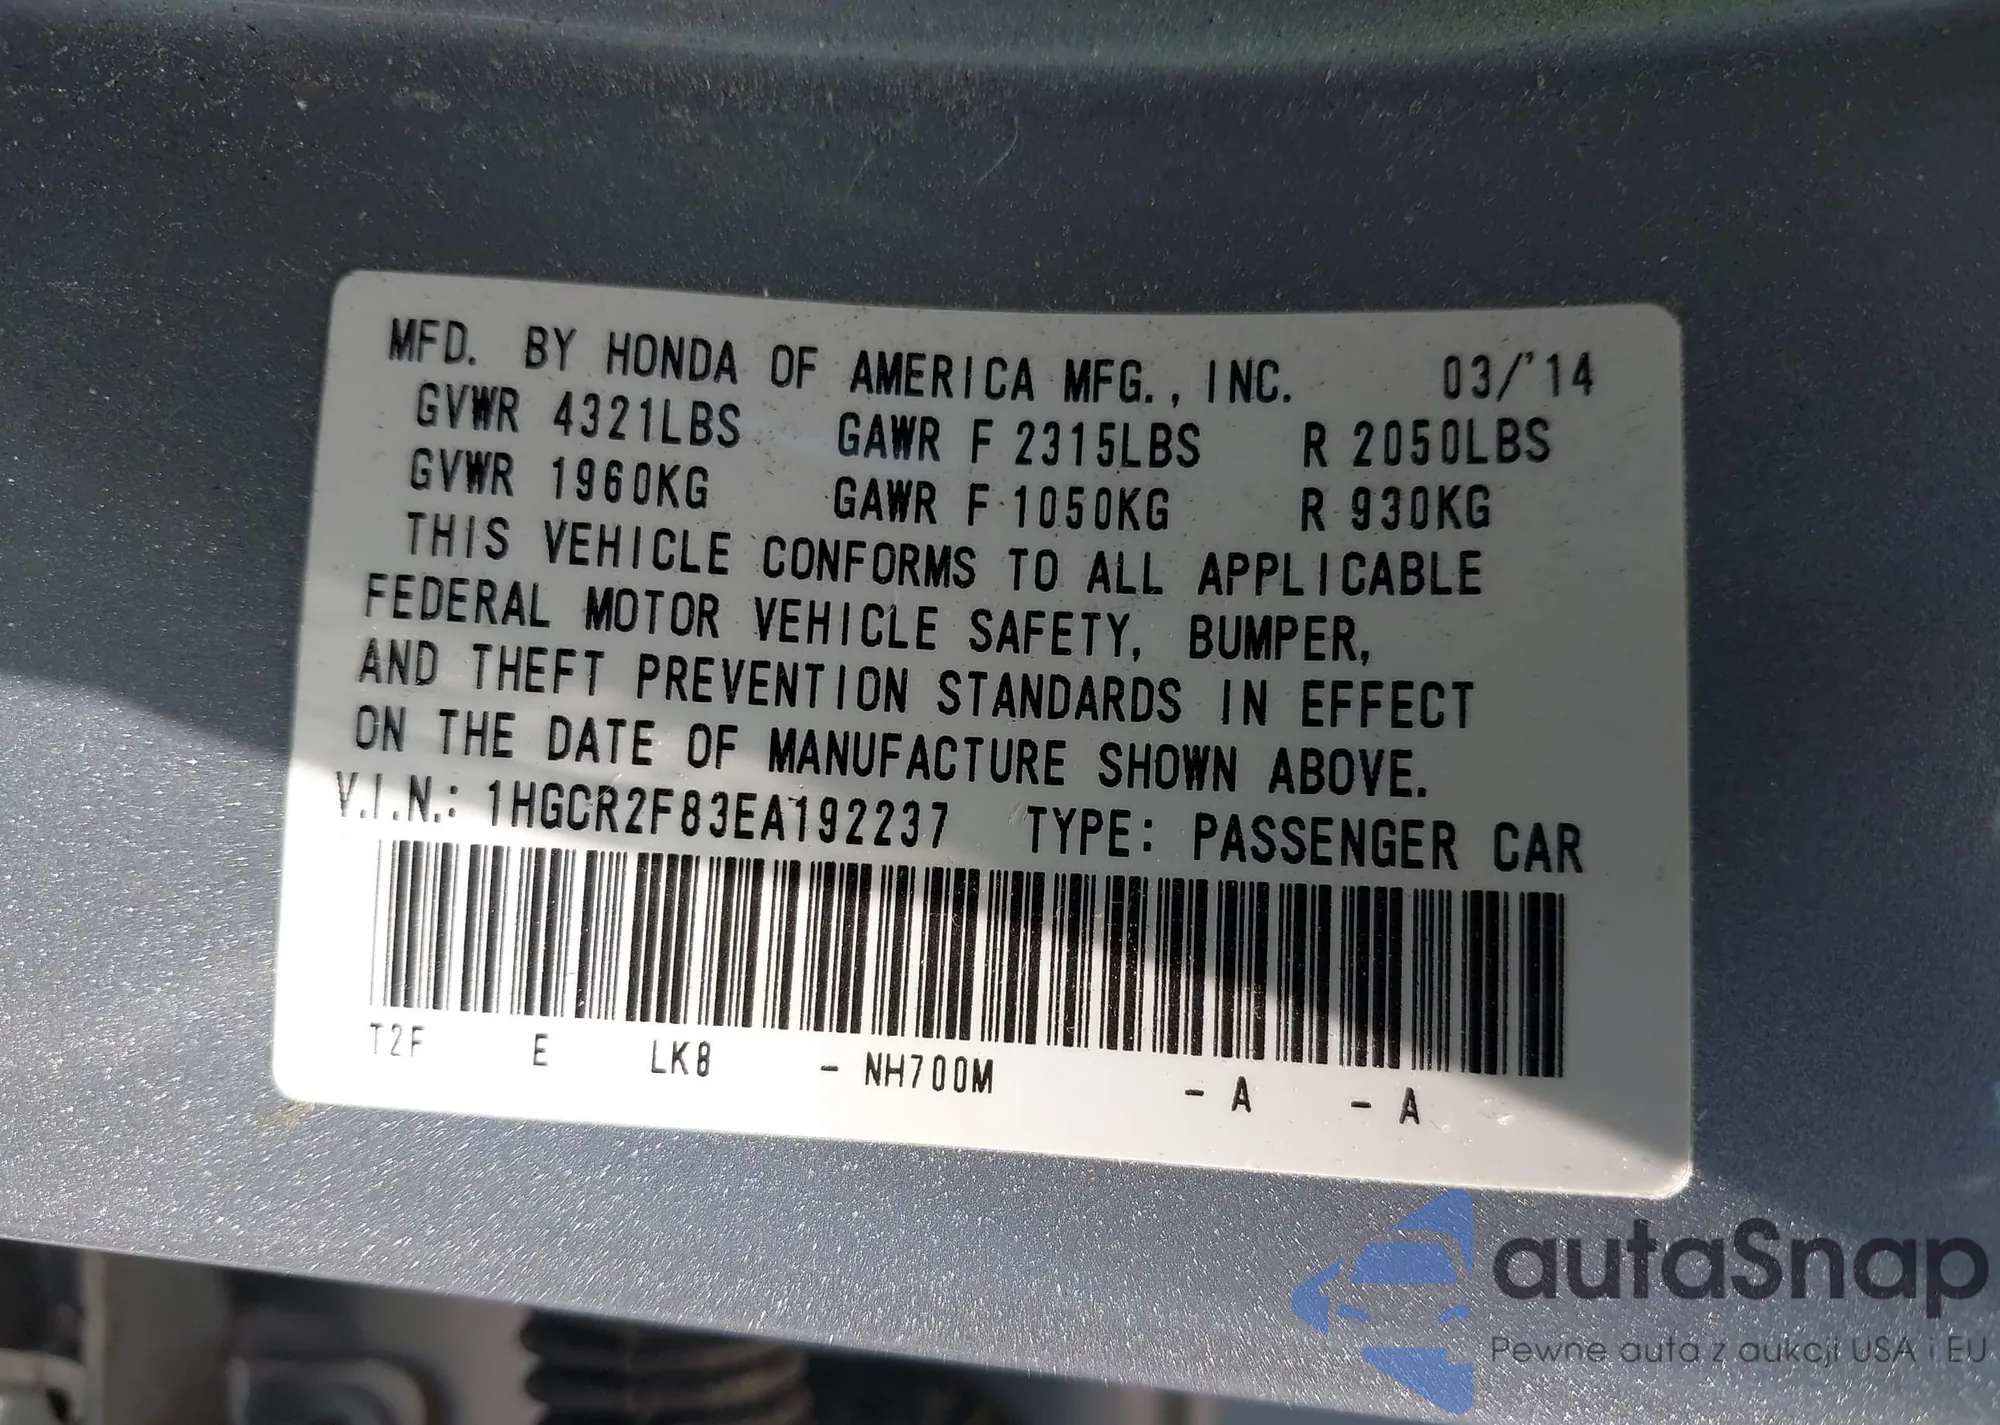 MFD. BY HONDA OF AMERICA MFG., INC. 03/'14
GVWR 4321LBS GAWR F 2315LBS R 2050LBS
GVWR 1960KG GAWR F 1050KG R 930KG
THIS VEHICLE CONFORMS TO ALL APPLICABLE
FEDERAL MOTOR VEHICLE SAFETY, BUMPER,
AND THEFT PREVENTION STANDARDS IN EFFECT
ON THE DATE OF MANUFACTURE SHOWN ABOVE.
V.I.N.: 1HGCR2F83EA192237 TYPE: PASSENGER CAR
T2F E LK8 - NH700M - A - A
autaSnap
Pewne auta z aukcji USA i EU